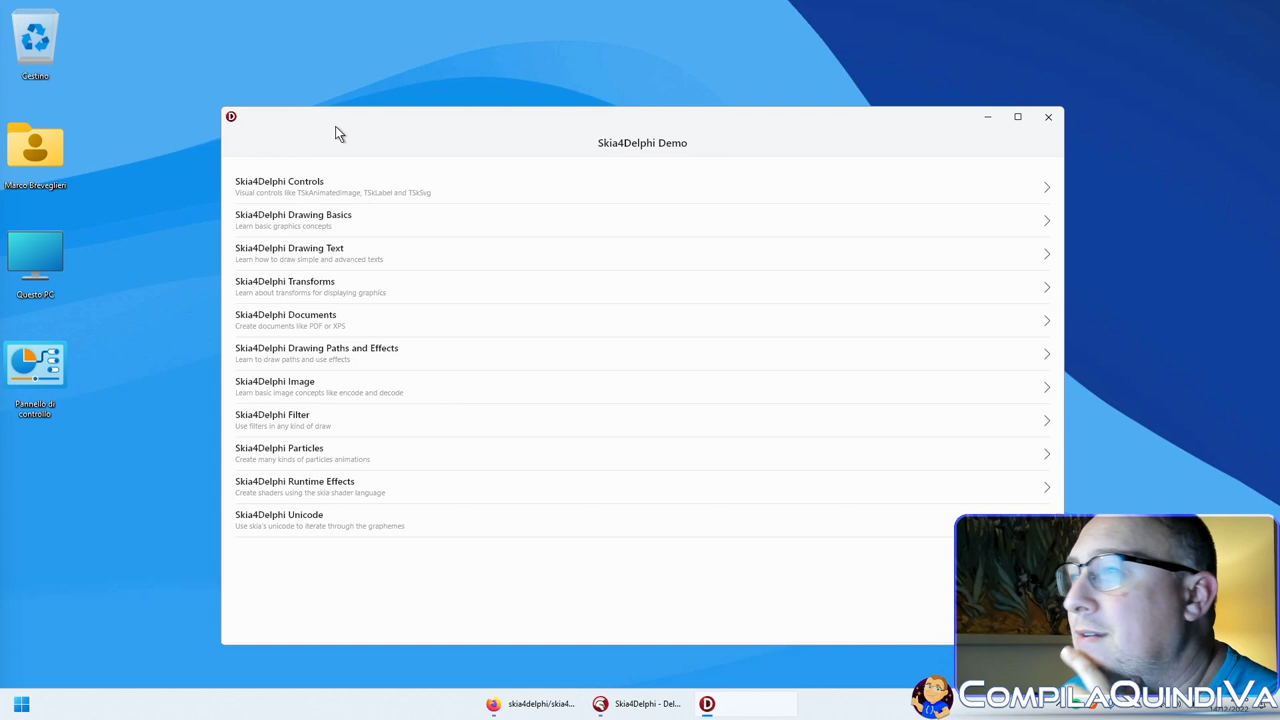 Cestino
Marco Breveglieri
Questo PC
Pannello di
controllo
Skia4Delphi Demo
Skia4Delphi Controls
Visual controls like TSkAnimatedImage, TSkLabel and TSkSvg
Skia4Delphi Drawing Basics
Learn basic graphics concepts
Skia4Delphi Drawing Text
Learn how to draw simple and advanced texts
Skia4Delphi Transforms
Learn about transforms for displaying graphics
Skia4Delphi Documents
Create documents like PDF or XPS
Skia4Delphi Drawing Paths and Effects
Learn to draw paths and use effects
Skia4Delphi Image
Learn basic image concepts like encode and decode
Skia4Delphi Filter
Use filters in any kind of draw
Skia4Delphi Particles
Create many kinds of particles animations
Skia4Delphi Runtime Effects
Create shaders using the skia shader language
Skia4Delphi Unicode
Use skia's unicode to iterate through the graphemes
skia4delphi/skia4...
Skia4Delphi - Del...
CompilaQuindiVa
14/12/2022